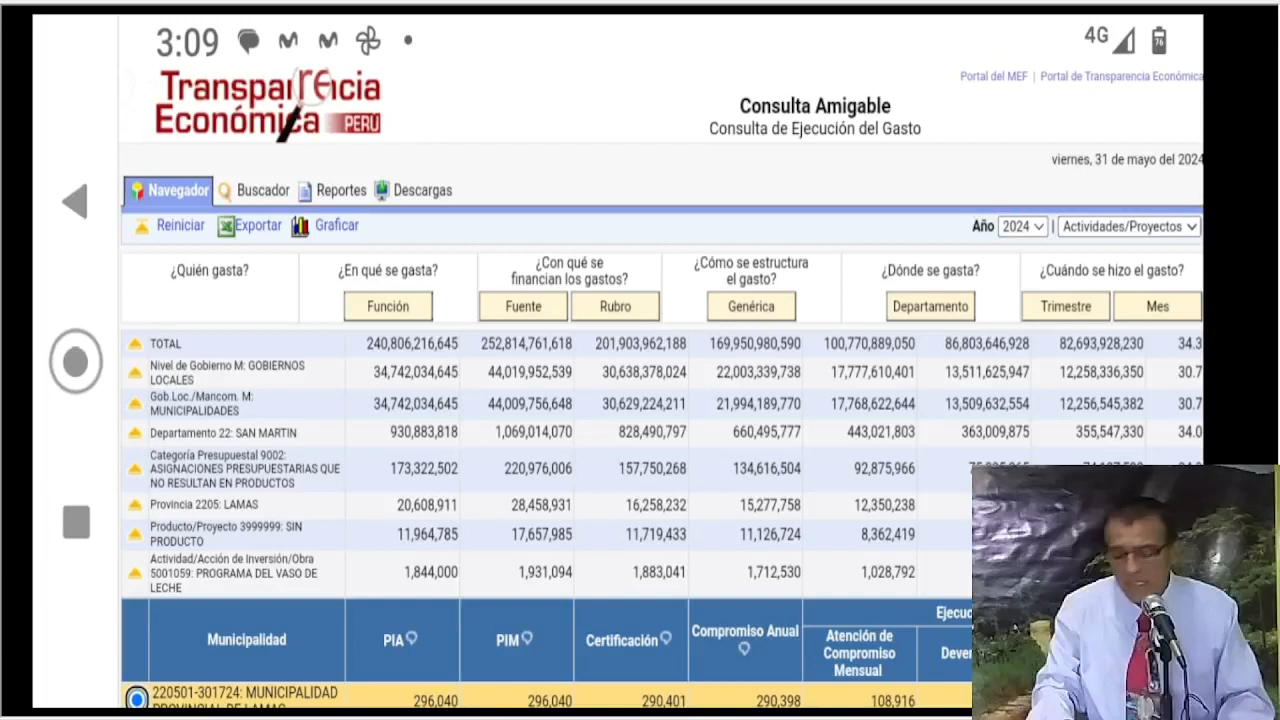 3:09
4G
76
Transparencia
Económica PERU
Portal del MEF | Portal de Transparencia Económica
Consulta Amigable
Consulta de Ejecución del Gasto
viernes, 31 de mayo del 2024
Navegador Buscador Reportes Descargas
Reiniciar Exportar Graficar Año 2024 | Actividades/Proyectos
¿Quién gasta? ¿En qué se gasta? ¿Con qué se financian los gastos? ¿Cómo se estructura el gasto? ¿Dónde se gasta? ¿Cuándo se hizo el gasto?
Función Fuente Rubro Genérica Departamento Trimestre Mes
TOTAL 240,806,216,645 252,814,761,618 201,903,962,188 169,950,980,590 100,770,889,050 86,803,646,928 82,693,928,230 34.3
Nivel de Gobierno M: GOBIERNOS
LOCALES 34,742,034,645 44,019,952,539 30,638,378,024 22,003,339,738 17,777,610,401 13,511,625,947 12,258,336,350 30.7
Gob.Loc./Mancom. M:
MUNICIPALIDADES 34,742,034,645 44,009,756,648 30,629,224,211 21,994,189,770 17,768,622,644 13,509,632,554 12,256,545,382 30.7
Departamento 22: SAN MARTIN 930,883,818 1,069,014,070 828,490,797 660,495,777 443,021,803 363,009,875 355,547,330 34.0
Categoría Presupuestal 9002:
ASIGNACIONES PRESUPUESTARIAS QUE
NO RESULTAN EN PRODUCTOS 173,322,502 220,976,006 157,750,268 134,616,504 92,875,966
Provincia 2205: LAMAS 20,608,911 28,458,931 16,258,232 15,277,758 12,350,238
Producto/Proyecto 3999999: SIN
PRODUCTO 11,964,785 17,657,985 11,719,433 11,126,724 8,362,419
Actividad/Acción de Inversión/Obra
5001059: PROGRAMA DEL VASO DE
LECHE 1,844,000 1,931,094 1,883,041 1,712,530 1,028,792
Municipalidad PIA PIM Certificación Compromiso Anual Ejecuc
Atención de Compromiso Mensual Deven
220501-301724: MUNICIPALIDAD
PROVINCIAL DE LAMAS 296,040 296,040 290,401 290,398 108,916